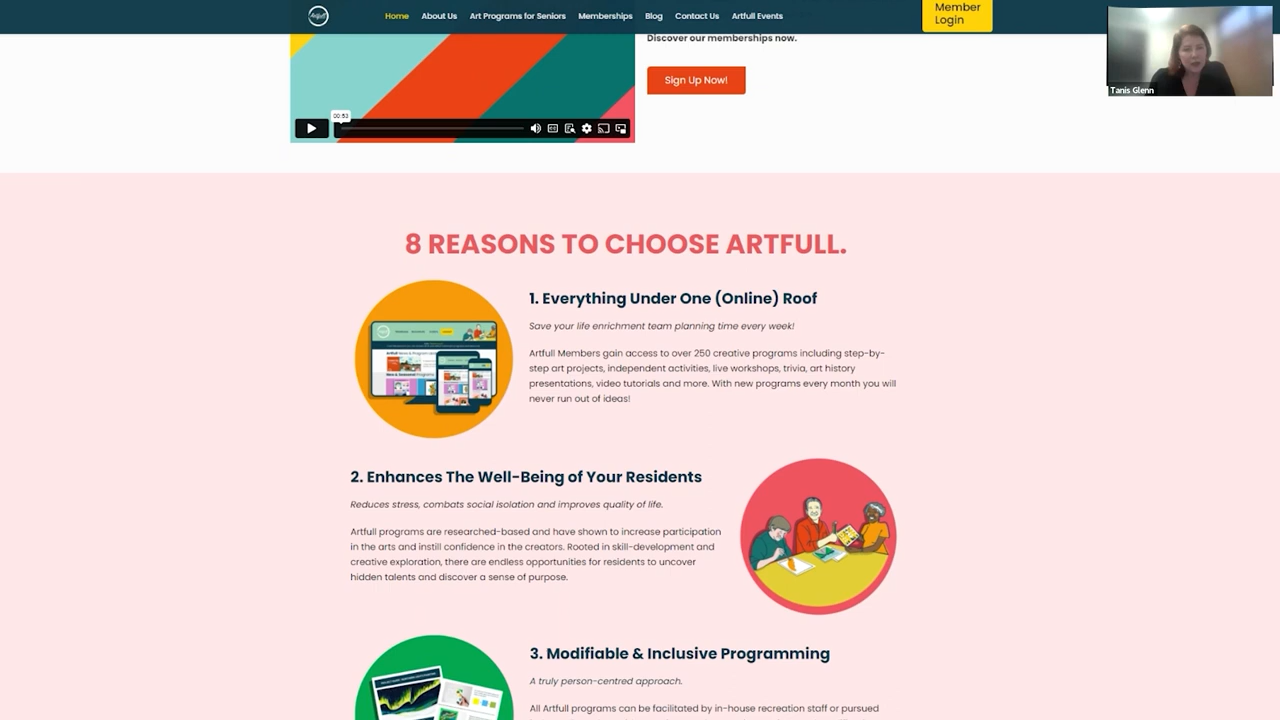 Artfull
Home
About Us
Art Programs for Seniors
Memberships
Blog
Contact Us
Artfull Events
Member
Login
Discover our memberships now.
Sign Up Now!
00:53
Tanis Glenn
8 REASONS TO CHOOSE ARTFULL.
1. Everything Under One (Online) Roof
Save your life enrichment team planning time every week!
Artfull Members gain access to over 250 creative programs including step-by-
step art projects, independent activities, live workshops, trivia, art history
presentations, video tutorials and more. With new programs every month you will
never run out of ideas!
2. Enhances The Well-Being of Your Residents
Reduces stress, combats social isolation and improves quality of life.
Artfull programs are researched-based and have shown to increase participation
in the arts and instill confidence in the creators. Rooted in skill-development and
creative exploration, there are endless opportunities for residents to uncover
hidden talents and discover a sense of purpose.
3. Modifiable & Inclusive Programming
A truly person-centred approach.
All Artfull programs can be facilitated by in-house recreation staff or pursued